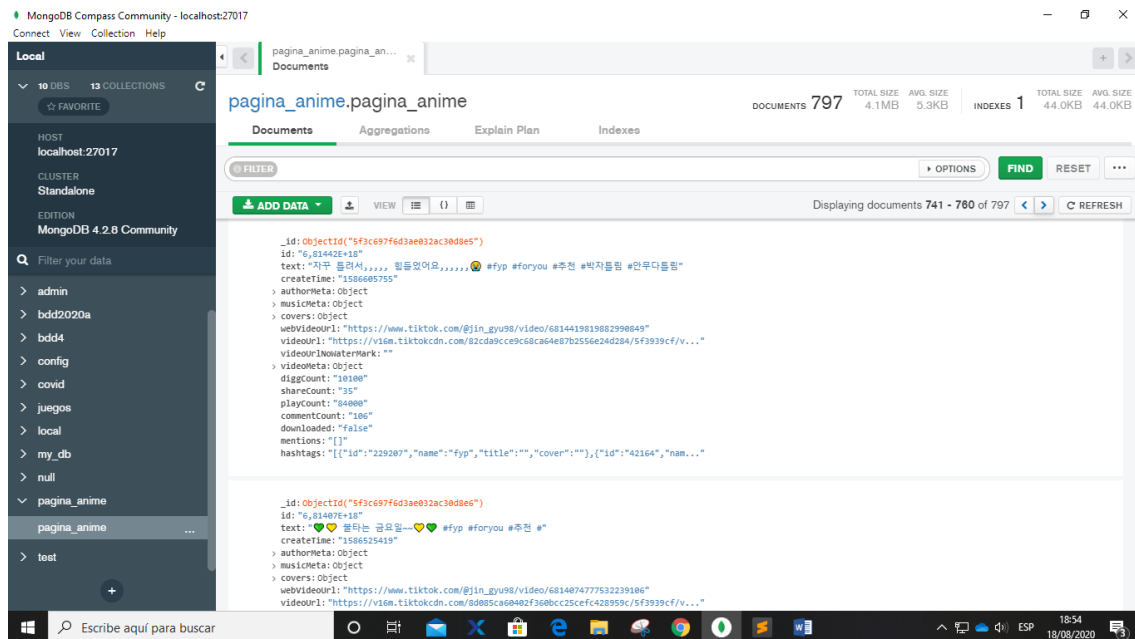 MongoDB Compass Community - localhost:27017
Connect View Collection Help
Local
pagina_anime.pagina_an...
Documents
10 DBS 13 COLLECTIONS
FAVORITE
HOST
localhost:27017
CLUSTER
Standalone
EDITION
MongoDB 4.2.8 Community
Filter your data
admin
bdd2020a
bdd4
config
covid
juegos
local
my_db
null
pagina_anime
pagina_anime ...
test
pagina_anime.pagina_anime
DOCUMENTS 797 TOTAL SIZE 4.1MB AVG. SIZE 5.3KB INDEXES 1 TOTAL SIZE 44.0KB AVG. SIZE 44.0KB
Documents Aggregations Explain Plan Indexes
FILTER OPTIONS FIND RESET ...
ADD DATA VIEW Displaying documents 741 - 760 of 797 REFRESH
_id: ObjectId("5f3c697f6d3ae032ac30d8e5")
id: "6,81442E+18"
text: "자꾸 틀려서,,,,, 힘들었어요,,,,,,😭 #fyp #foryou #추천 #박자틀림 #안무다틀림"
createTime: "1586605755"
authorMeta: Object
musicMeta: Object
covers: Object
webVideoUrl: "https://www.tiktok.com/@jin_gyu98/video/6814419819882990849"
videoUrl: "https://v16m.tiktokcdn.com/82cda9cce9c68ca64e87b2556e24d284/5f3939cf/v..."
videoUrlNoWaterMark: ""
videoMeta: Object
diggCount: "10100"
shareCount: "35"
playCount: "84000"
commentCount: "106"
downloaded: "false"
mentions: "[]"
hashtags: "[{"id":"229207","name":"fyp","title":"","cover":""},{"id":"42164","nam..."
_id: ObjectId("5f3c697f6d3ae032ac30d8e6")
id: "6,81407E+18"
text: "💚💛 불타는 금요일~~💛💚 #fyp #foryou #추천 #"
createTime: "1586525419"
authorMeta: Object
musicMeta: Object
covers: Object
webVideoUrl: "https://www.tiktok.com/@jin_gyu98/video/6814074777532239106"
videoUrl: "https://v16m.tiktokcdn.com/8d085ca60402f360bcc25cefc428959c/5f3939cf/v..."
Escribe aquí para buscar
ESP
18:54
18/08/2020
3